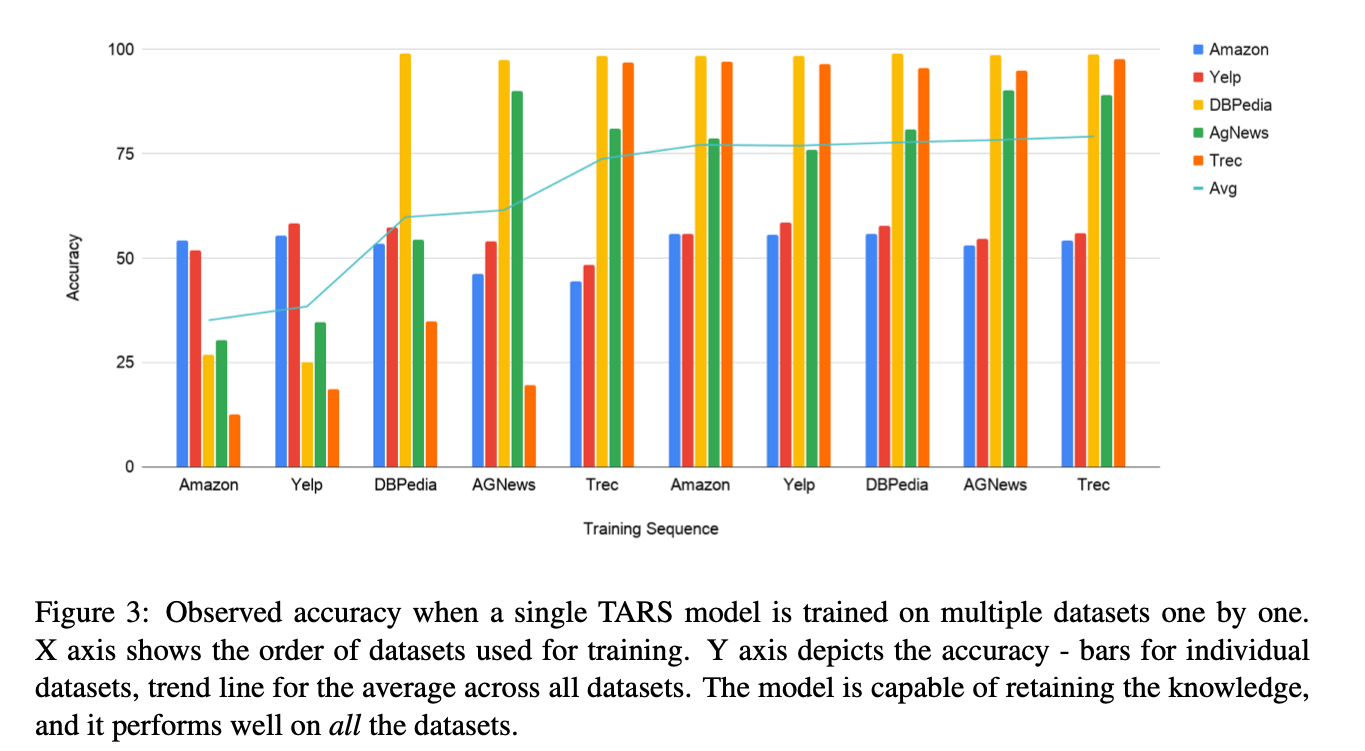 100
75
50
25
0
Accuracy
Amazon
Yelp
DBPedia
AGNews
Trec
Amazon
Yelp
DBPedia
AGNews
Trec
Training Sequence
Amazon
Yelp
DBPedia
AgNews
Trec
Avg
Figure 3: Observed accuracy when a single TARS model is trained on multiple datasets one by one.
X axis shows the order of datasets used for training. Y axis depicts the accuracy - bars for individual
datasets, trend line for the average across all datasets. The model is capable of retaining the knowledge,
and it performs well on all the datasets.